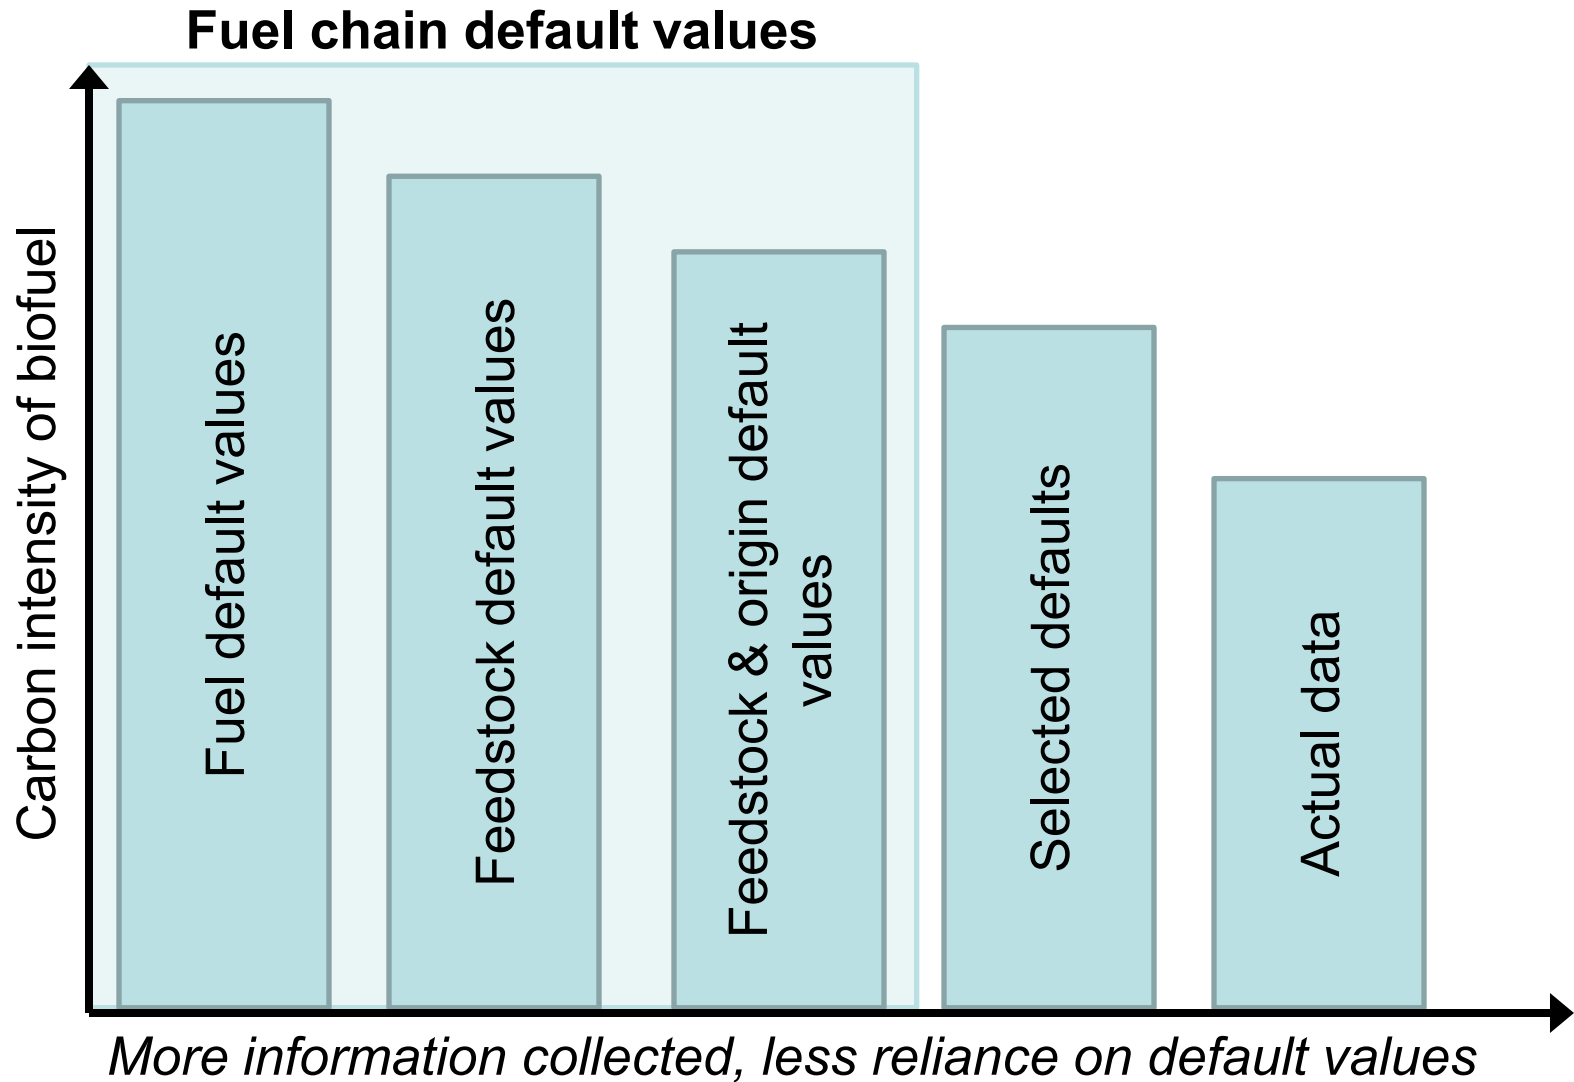 Fuel chain default values
Carbon intensity of biofuel
Fuel default values
Feedstock default values
Feedstock & origin default
values
Selected defaults
Actual data
More information collected, less reliance on default values